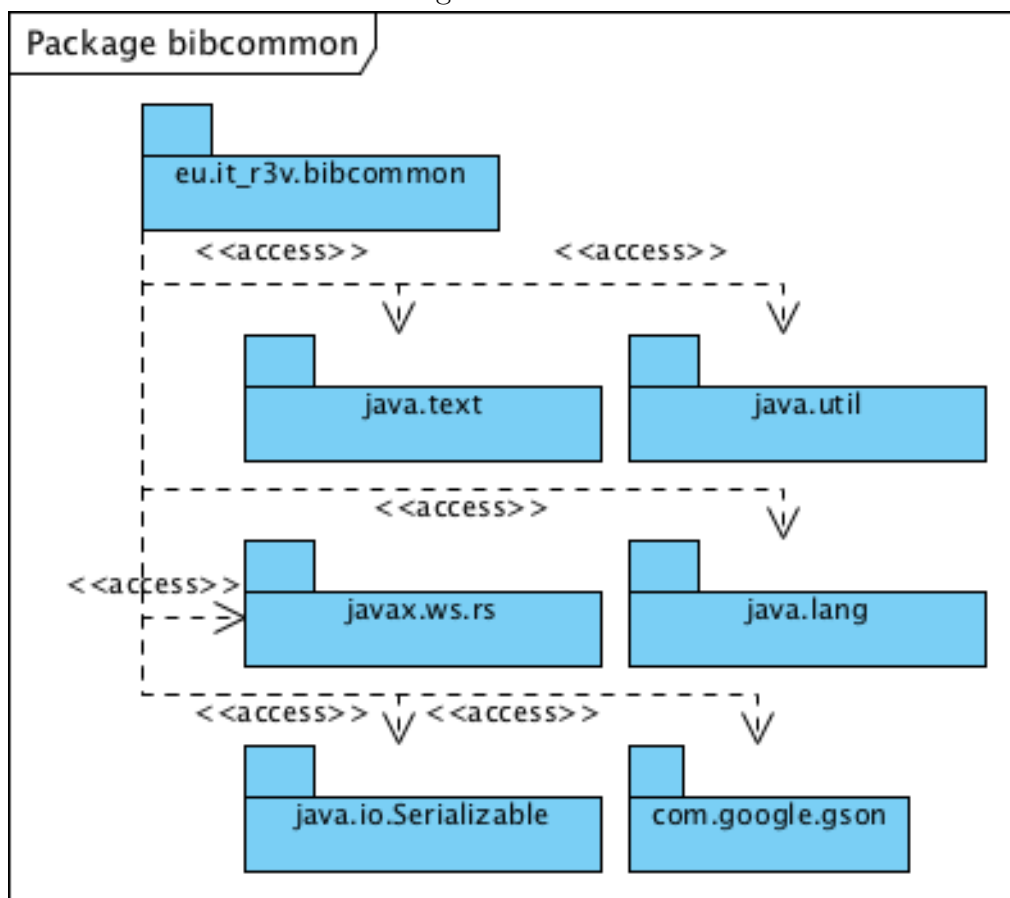 Package bibcommon
eu.it_r3v.bibcommon
<<access>> <<access>>
java.text java.util
<<access>>
<<access>>
javax.ws.rs java.lang
<<access>> <<access>>
java.io.Serializable com.google.gson